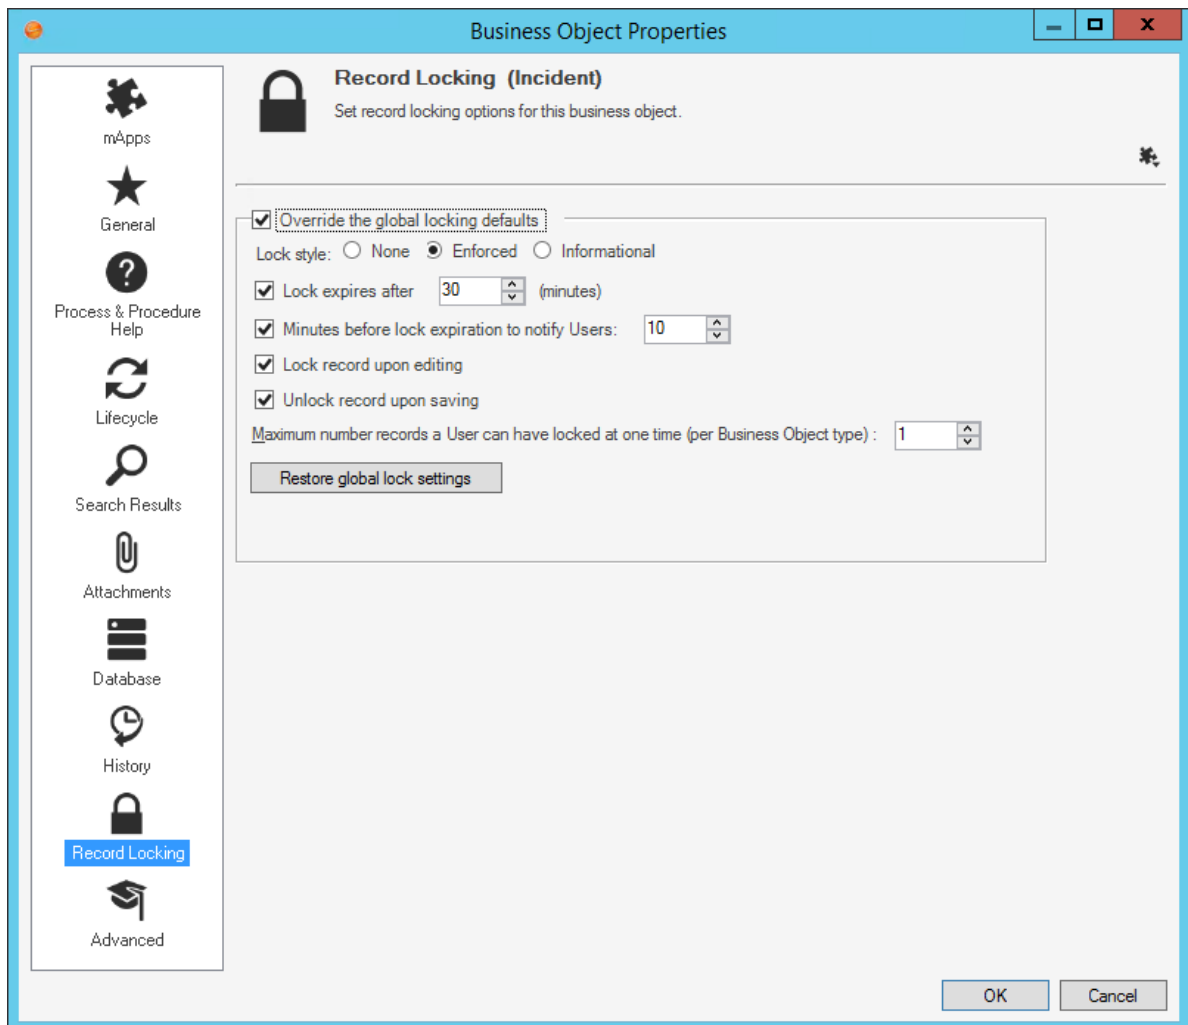 Business Object Properties
mApps
General
Process & Procedure
Help
Lifecycle
Search Results
Attachments
Database
History
Record Locking
Advanced
Record Locking (Incident)
Set record locking options for this business object.
Override the global locking defaults
Lock style: None Enforced Informational
Lock expires after 30 (minutes)
Minutes before lock expiration to notify Users: 10
Lock record upon editing
Unlock record upon saving
Maximum number records a User can have locked at one time (per Business Object type) : 1
Restore global lock settings
OK Cancel